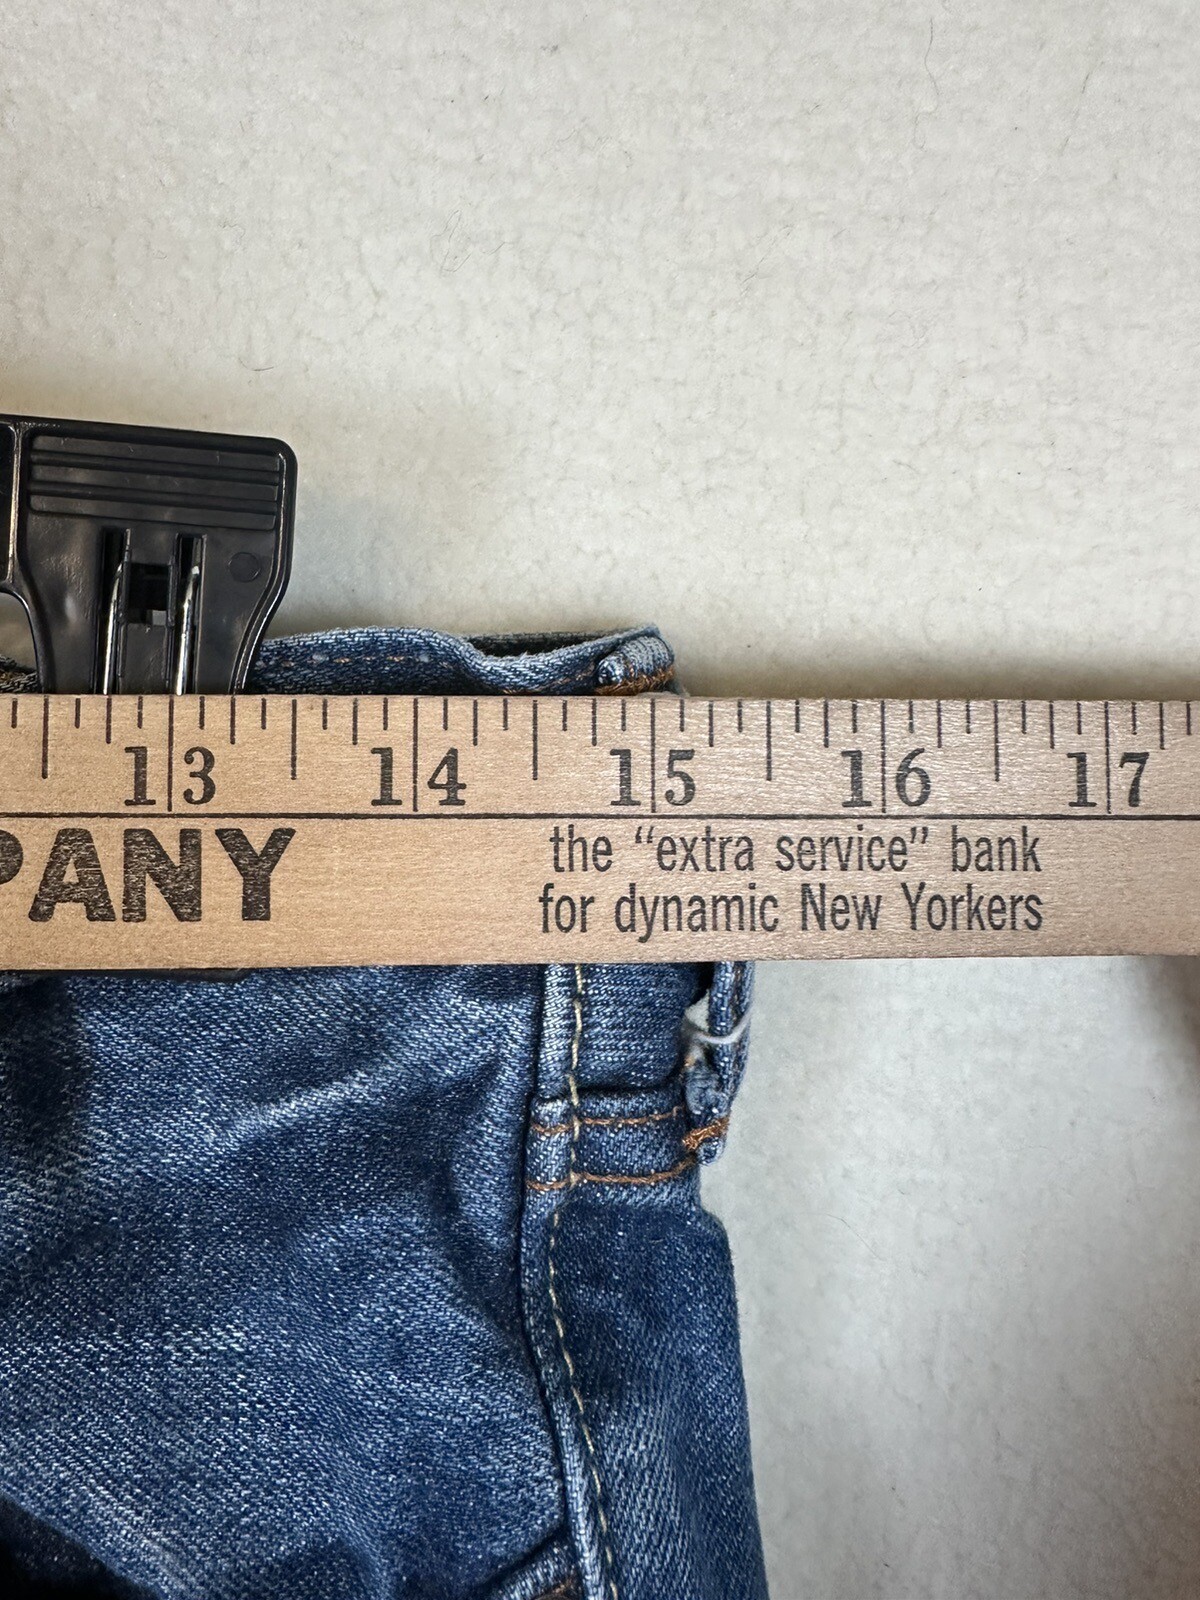 13 14 15 16 17
PANY
the “extra service” bank
for dynamic New Yorkers